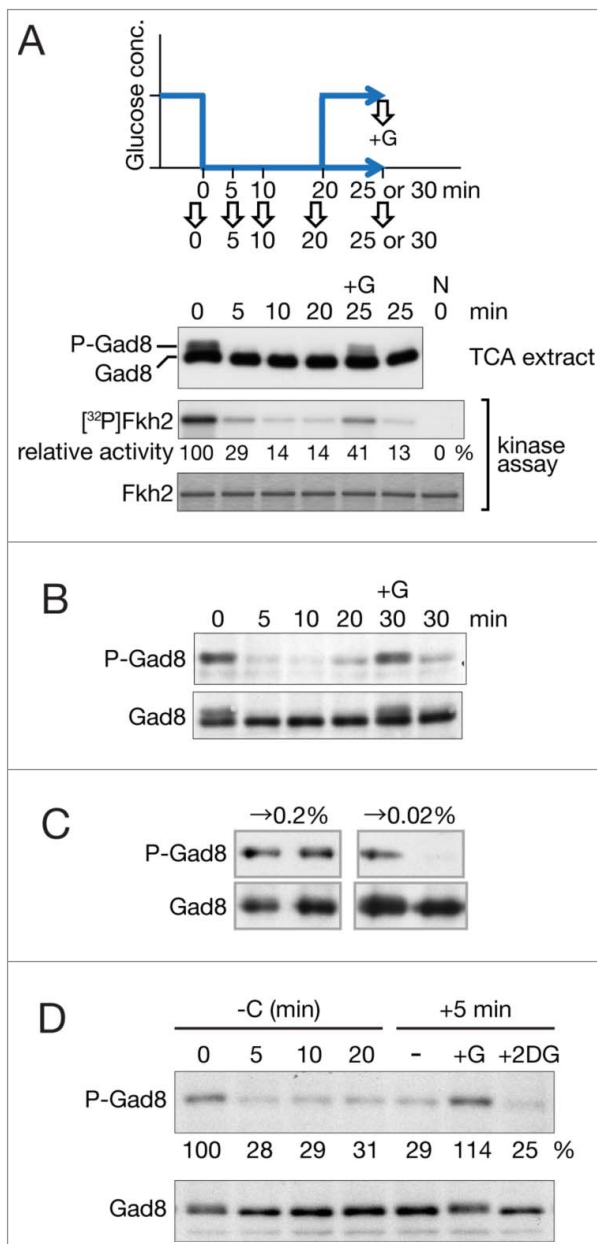 A
Glucose conc.
+G
0 5 10 20 25 or 30 min
0 5 10 20 25 or 30
+G N
0 5 10 20 25 25 0 min
P-Gad8
Gad8
TCA extract
[³²P]Fkh2
relative activity 100 29 14 14 41 13 0 %
Fkh2
kinase
assay
B
+G
0 5 10 20 30 30 min
P-Gad8
Gad8
C
→0.2% →0.02%
P-Gad8
Gad8
D
-C (min) +5 min
0 5 10 20 - +G +2DG
P-Gad8
100 28 29 31 29 114 25 %
Gad8